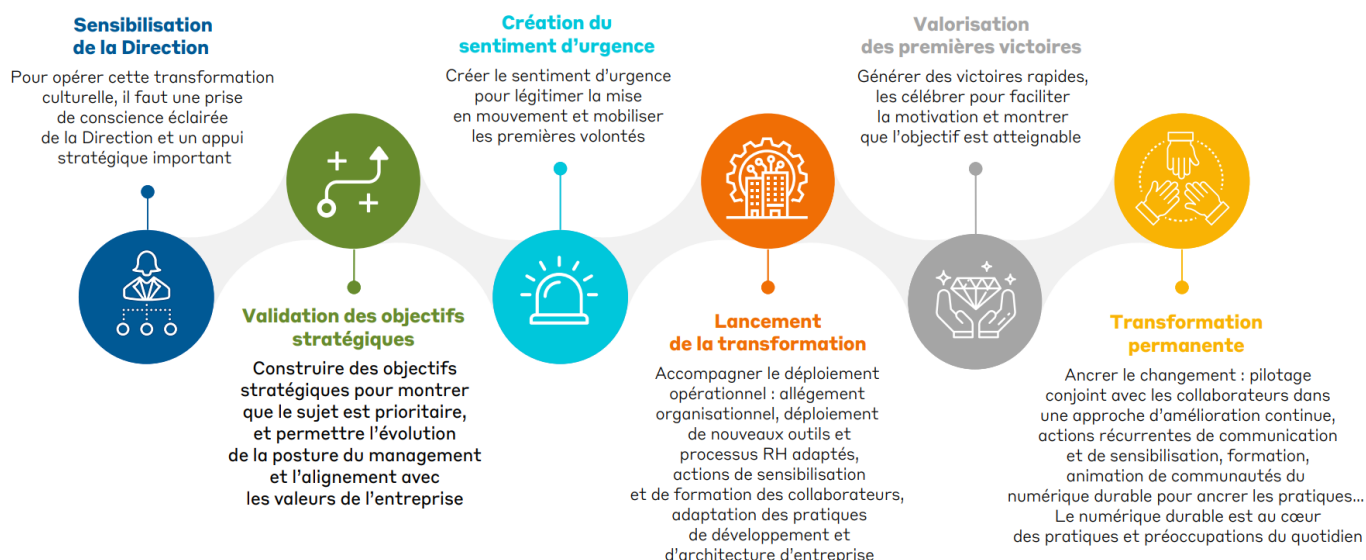 Sensibilisation
de la Direction
Pour opérer cette transformation
culturelle, il faut une prise
de conscience éclairée
de la Direction et un appui
stratégique important
Validation des objectifs
stratégiques
Construire des objectifs
stratégiques pour montrer
que le sujet est prioritaire,
et permettre l’évolution
de la posture du management
et l’alignement avec
les valeurs de l’entreprise
Création du
sentiment d’urgence
Créer le sentiment d’urgence
pour légitimer la mise
en mouvement et mobiliser
les premières volontés
Lancement
de la transformation
Accompagner le déploiement
opérationnel : allégement
organisationnel, déploiement
de nouveaux outils et
processus RH adaptés,
actions de sensibilisation
et de formation des collaborateurs,
adaptation des pratiques
de développement et
d’architecture d’entreprise
Valorisation
des premières victoires
Générer des victoires rapides,
les célébrer pour faciliter
la motivation et montrer
que l’objectif est atteignable
Transformation
permanente
Ancrer le changement : pilotage
conjoint avec les collaborateurs dans
une approche d’amélioration continue,
actions récurrentes de communication
et de sensibilisation, formation,
animation de communautés du
numérique durable pour ancrer les pratiques...
Le numérique durable est au cœur
des pratiques et préoccupations du quotidien